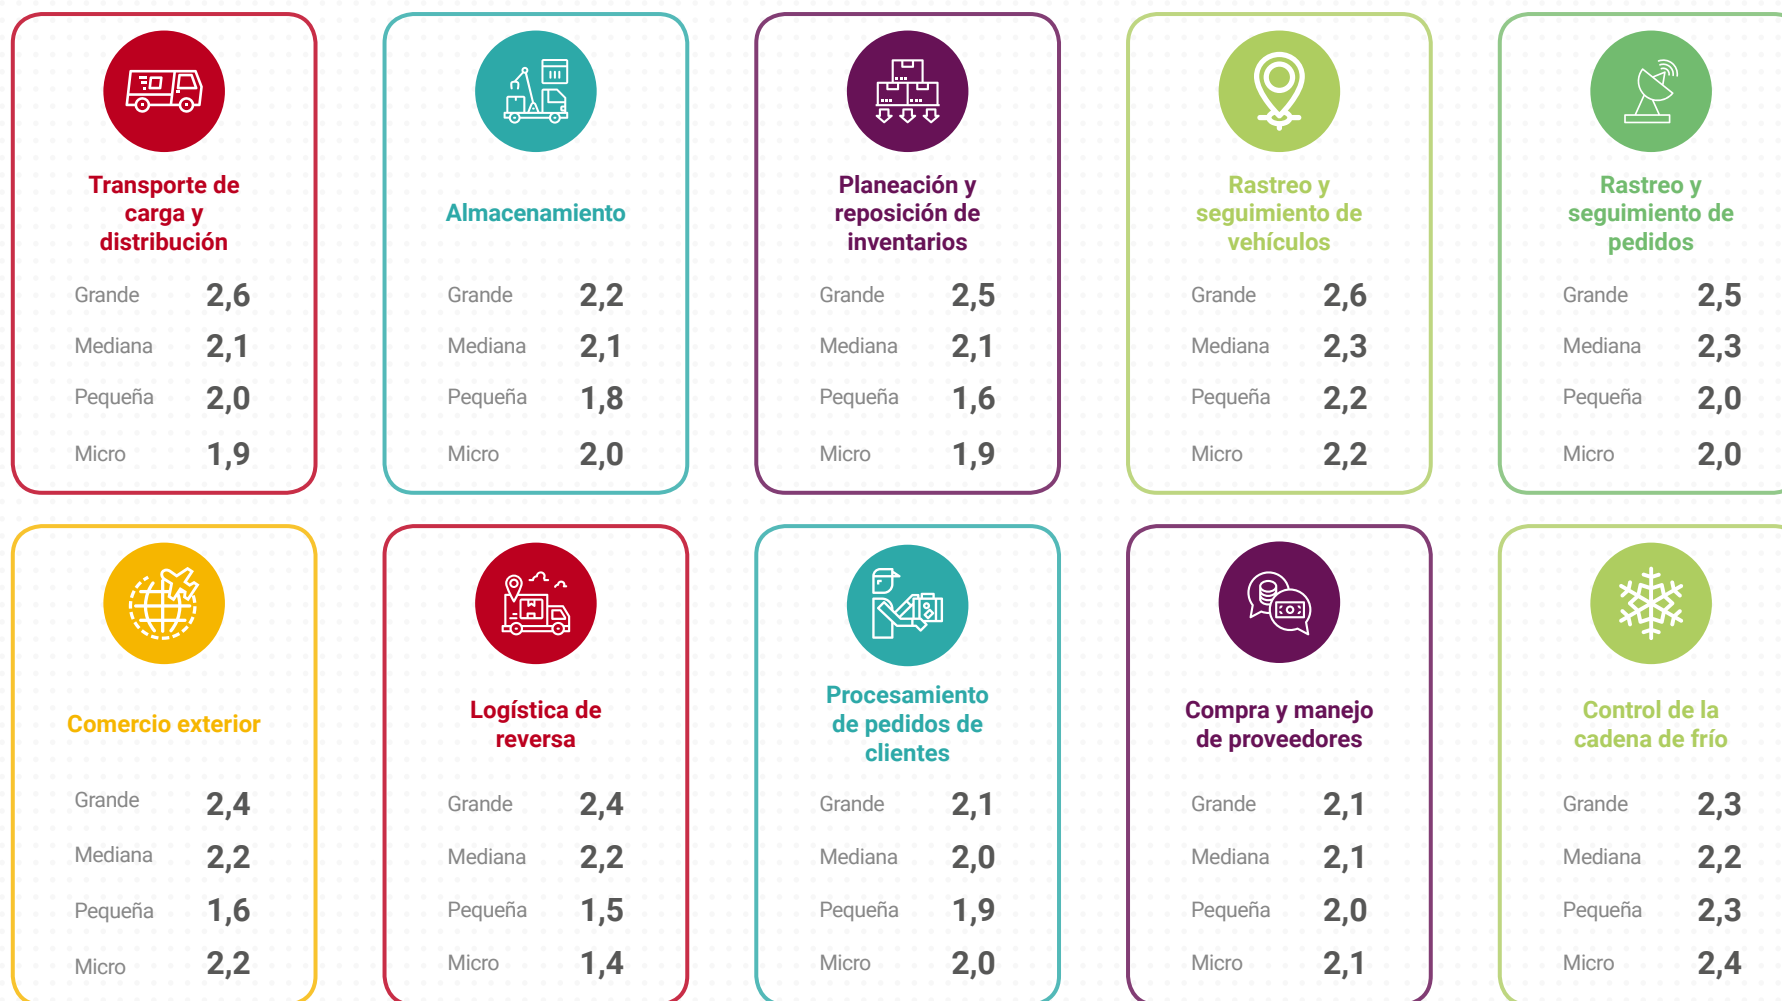 Transporte de
carga y
distribución
Grande 2,6
Mediana 2,1
Pequeña 2,0
Micro 1,9
Almacenamiento
Grande 2,2
Mediana 2,1
Pequeña 1,8
Micro 2,0
Planeación y
reposición de
inventarios
Grande 2,5
Mediana 2,1
Pequeña 1,6
Micro 1,9
Rastreo y
seguimiento de
vehículos
Grande 2,6
Mediana 2,3
Pequeña 2,2
Micro 2,2
Rastreo y
seguimiento de
pedidos
Grande 2,5
Mediana 2,3
Pequeña 2,0
Micro 2,0
Comercio exterior
Grande 2,4
Mediana 2,2
Pequeña 1,6
Micro 2,2
Logística de
reversa
Grande 2,4
Mediana 2,2
Pequeña 1,5
Micro 1,4
Procesamiento
de pedidos de
clientes
Grande 2,1
Mediana 2,0
Pequeña 1,9
Micro 2,0
Compra y manejo
de proveedores
Grande 2,1
Mediana 2,1
Pequeña 2,0
Micro 2,1
Control de la
cadena de frío
Grande 2,3
Mediana 2,2
Pequeña 2,3
Micro 2,4